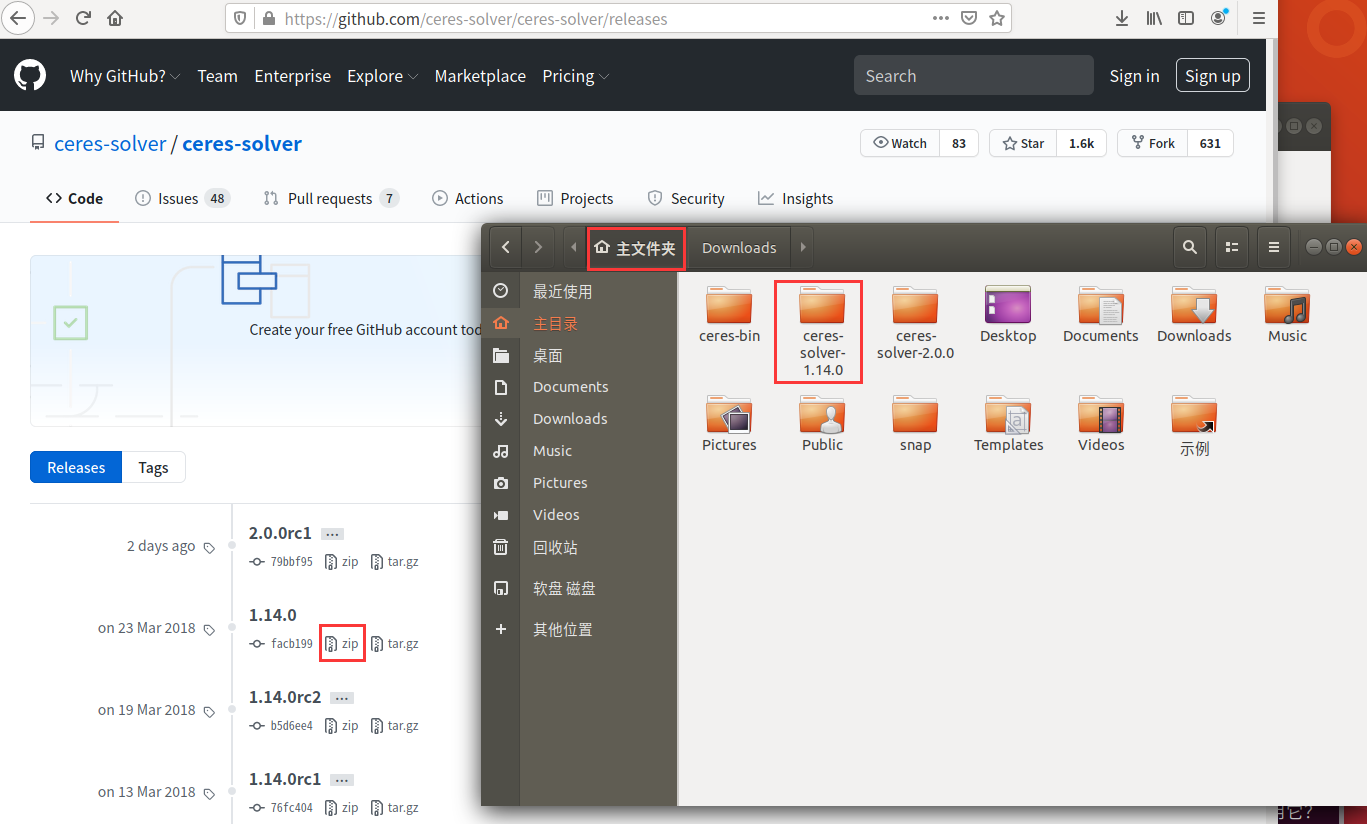 https://github.com/ceres-solver/ceres-solver/releases
Why GitHub? Team Enterprise Explore Marketplace Pricing Search Sign in Sign up
ceres-solver / ceres-solver
Watch 83 Star 1.6k Fork 631
Code Issues 48 Pull requests 7 Actions Projects Security Insights
Create your free GitHub account tod
Releases Tags
2 days ago
2.0.0rc1 ...
79bbf95 zip tar.gz
on 23 Mar 2018
1.14.0
facb199 zip tar.gz
on 19 Mar 2018
1.14.0rc2 ...
b5d6ee4 zip tar.gz
on 13 Mar 2018
1.14.0rc1 ...
76fc404 zip tar.gz
主文件夹 Downloads
最近使用
主目录
桌面
Documents
Downloads
Music
Pictures
Videos
回收站
软盘 磁盘
其他位置
ceres-bin
ceres-
solver-
1.14.0
ceres-
solver-2.0.0
Desktop
Documents
Downloads
Music
Pictures
Public
snap
Templates
Videos
示例
它?